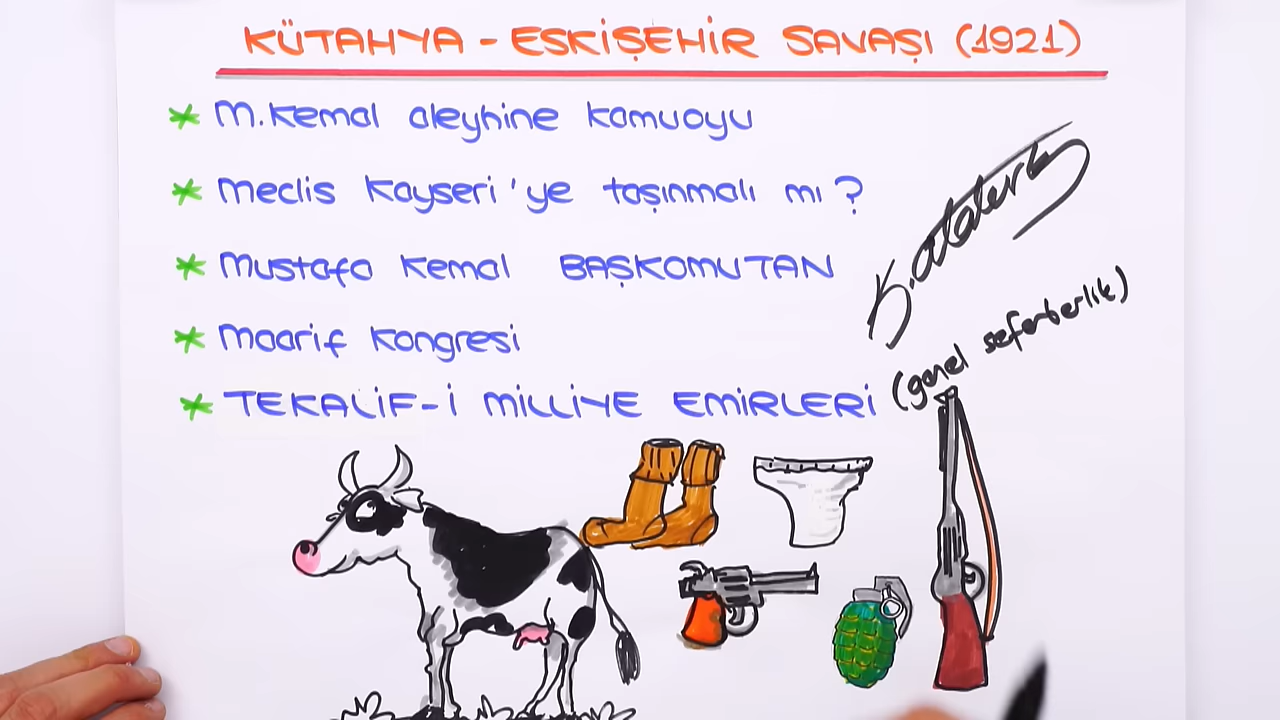 KÜTAHYA - ESKİŞEHİR SAVAŞI (1921)
* M.Kemal aleyhine kamuoyu
* Meclis Kayseri'ye taşınmalı mı?
* Mustafa Kemal BAŞKOMUTAN
* Maarif Kongresi
* TEKALİF-İ MİLLİYE EMİRLERİ
(genel seferberlik)
K.Atatürk